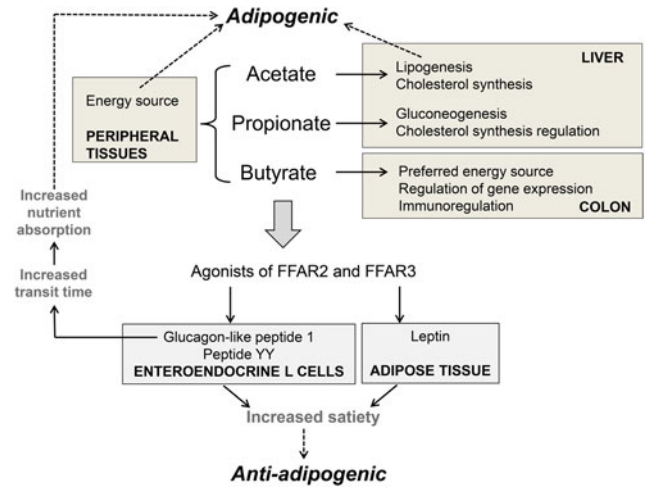 Adipogenic
LIVER
Acetate
Lipogenesis
Cholesterol synthesis
Energy source
PERIPHERAL
TISSUES
Propionate
Gluconeogenesis
Cholesterol synthesis regulation
Butyrate
Preferred energy source
Regulation of gene expression
Immunoregulation
COLON
Increased
nutrient
absorption
Increased
transit time
Agonists of FFAR2 and FFAR3
Glucagon-like peptide 1
Peptide YY
ENTEROENDOCRINE L CELLS
Leptin
ADIPOSE TISSUE
Increased satiety
Anti-adipogenic